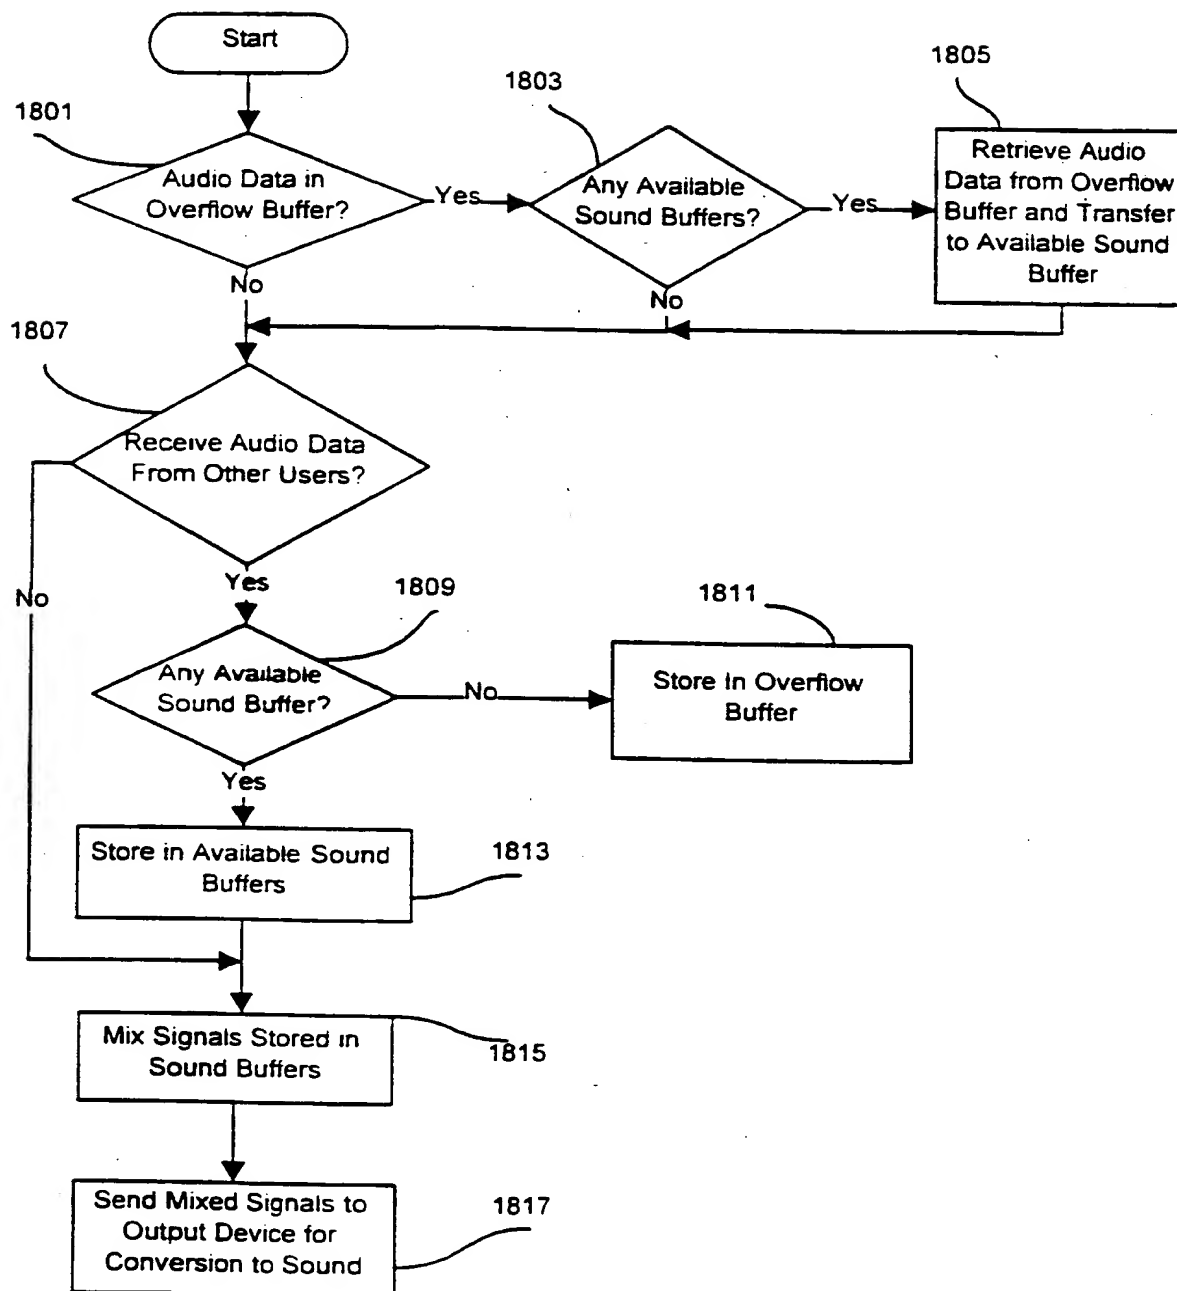 Start
1801
1803
1805
Audio Data in
Overflow Buffer?
Yes
Any Available
Sound Buffers?
Yes
Retrieve Audio
Data from Overflow
Buffer and Transfer
to Available Sound
Buffer
No
No
1807
Receive Audio Data
From Other Users?
No
Yes
1809
1811
Any Available
Sound Buffer?
No
Store In Overflow
Buffer
Yes
Store in Available Sound
Buffers
1813
Mix Signals Stored in
Sound Buffers
1815
Send Mixed Signals to
Output Device for
Conversion to Sound
1817